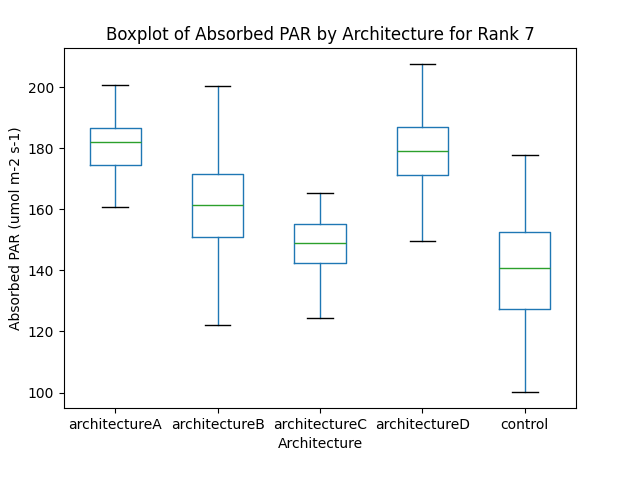 Boxplot of Absorbed PAR by Architecture for Rank 7
Absorbed PAR (umol m-2 s-1)
200
180
160
140
120
100
architectureA architectureB architectureC architectureD control
Architecture